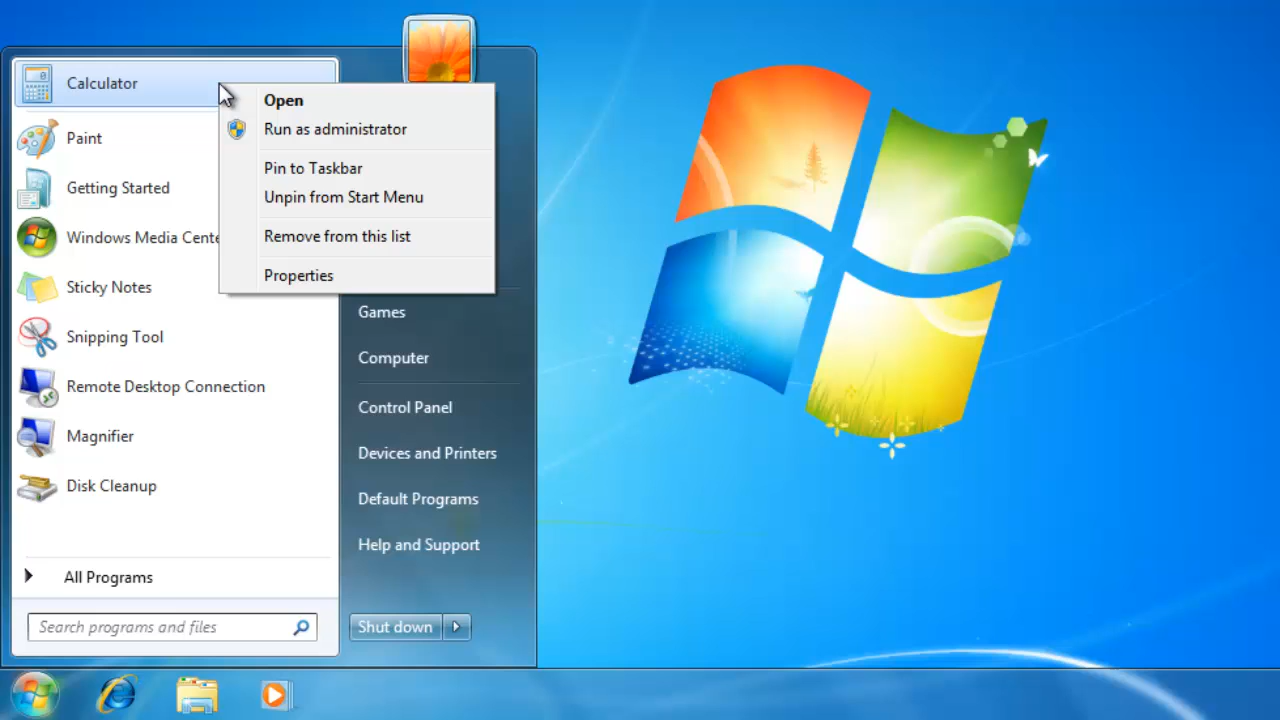 Calculator
Open
Run as administrator
Pin to Taskbar
Unpin from Start Menu
Remove from this list
Properties
Paint
Getting Started
Windows Media Cente
Sticky Notes
Snipping Tool
Remote Desktop Connection
Magnifier
Disk Cleanup
All Programs
Search programs and files
Games
Computer
Control Panel
Devices and Printers
Default Programs
Help and Support
Shut down